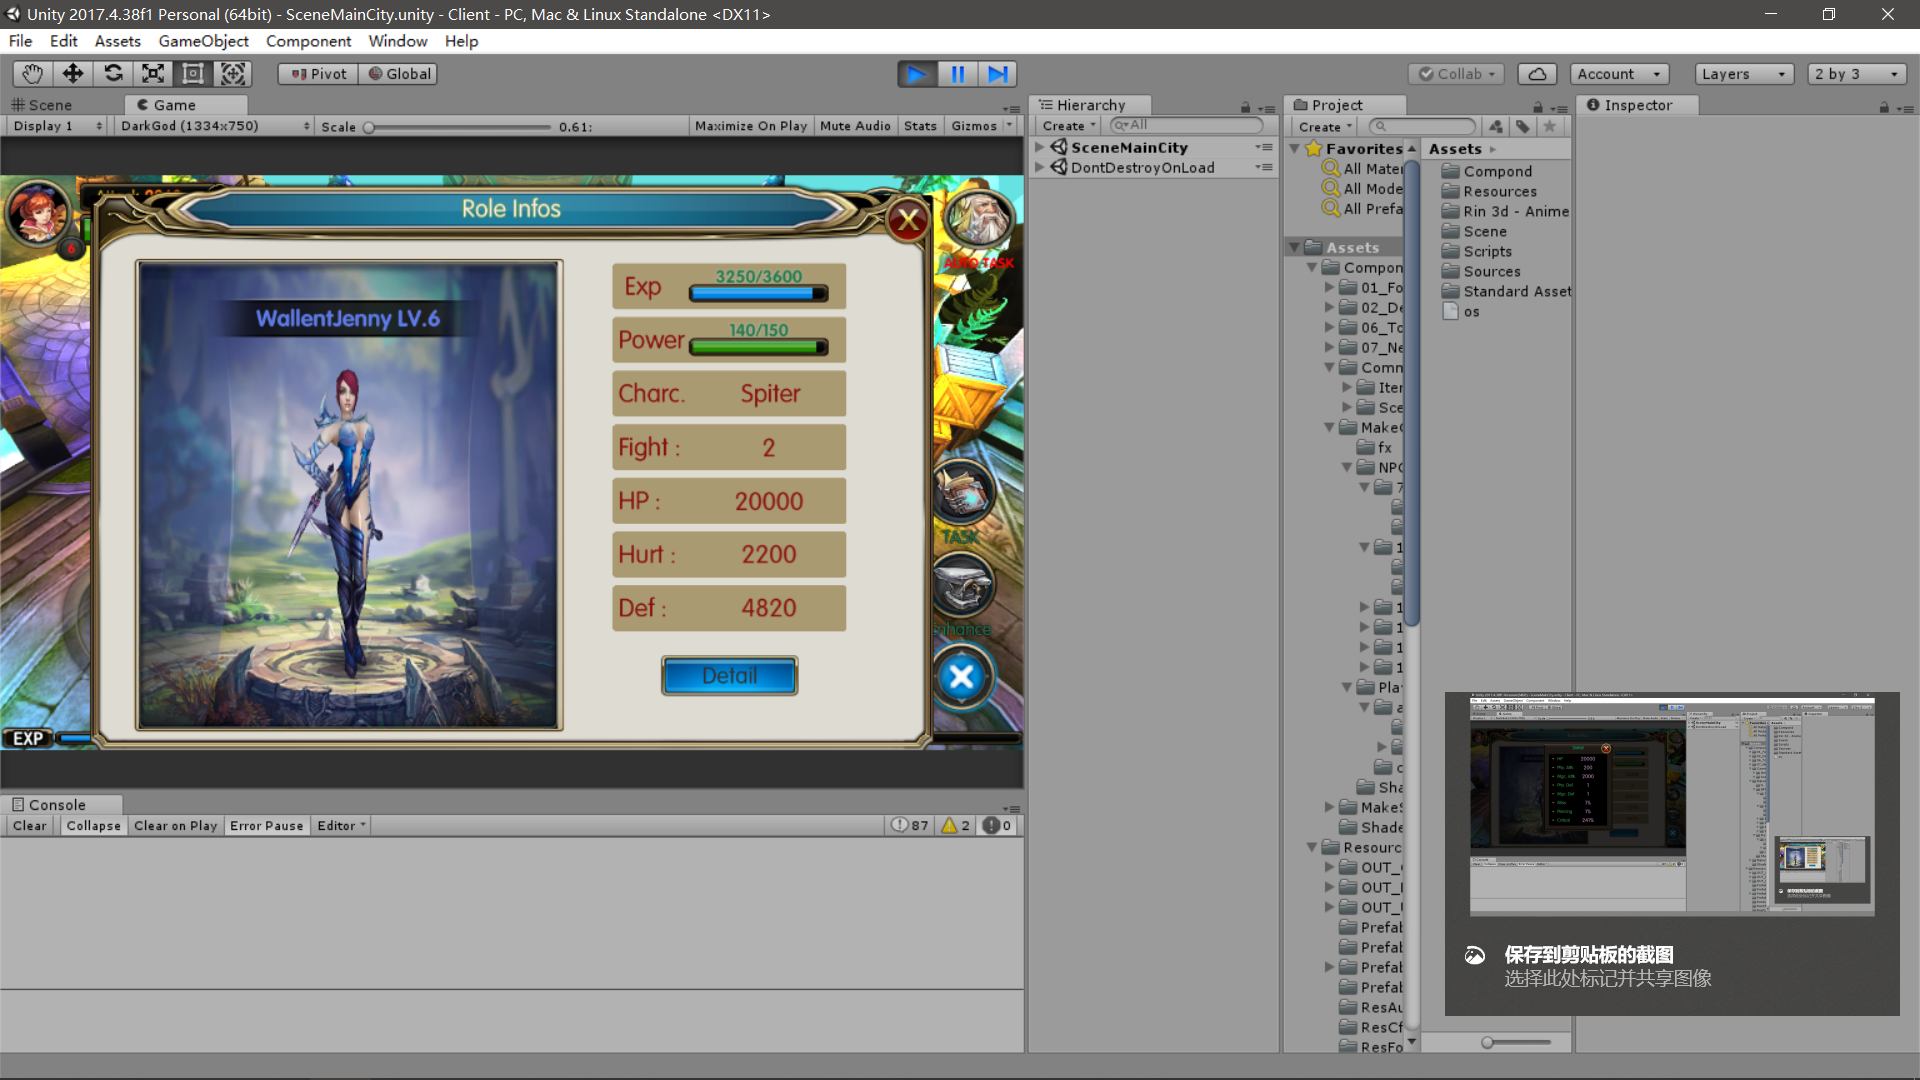 Unity 2017.4.38f1 Personal (64bit) - SceneMainCity.unity - Client - PC, Mac & Linux Standalone <DX11>
File Edit Assets GameObject Component Window Help
Pivot Global Collab Account Layers 2 by 3
Scene Game
Display 1 DarkGod (1334x750) Scale 0.61: Maximize On Play Mute Audio Stats Gizmos
Role Infos
X
6
AUTO TASK
WallentJenny LV.6
Exp 3250/3600
Power 140/150
Charc. Spiter
Fight : 2
HP : 20000
Hurt : 2200
Def : 4820
Detail
TASK
EXP
Console
Clear Collapse Clear on Play Error Pause Editor 87 2 0
Hierarchy
Create All
SceneMainCity
DontDestroyOnLoad
Project
Create
Favorites
All Mater
All Mode
All Prefa
Assets
Compon
01_Fo
02_De
06_To
07_Ne
Comm
Iter
Sce
Make
fx
NPC
7
1
1
1
1
1
Pla
a
c
Sha
MakeS
Shade
Resourc
OUT_
OUT_
OUT_
Prefab
Prefab
Prefab
Prefab
ResAu
ResCf
ResFo
Assets
Compond
Resources
Rin 3d - Anime
Scene
Scripts
Sources
Standard Asset
os
Inspector
保存到剪贴板的截图
选择此处标记并共享图像